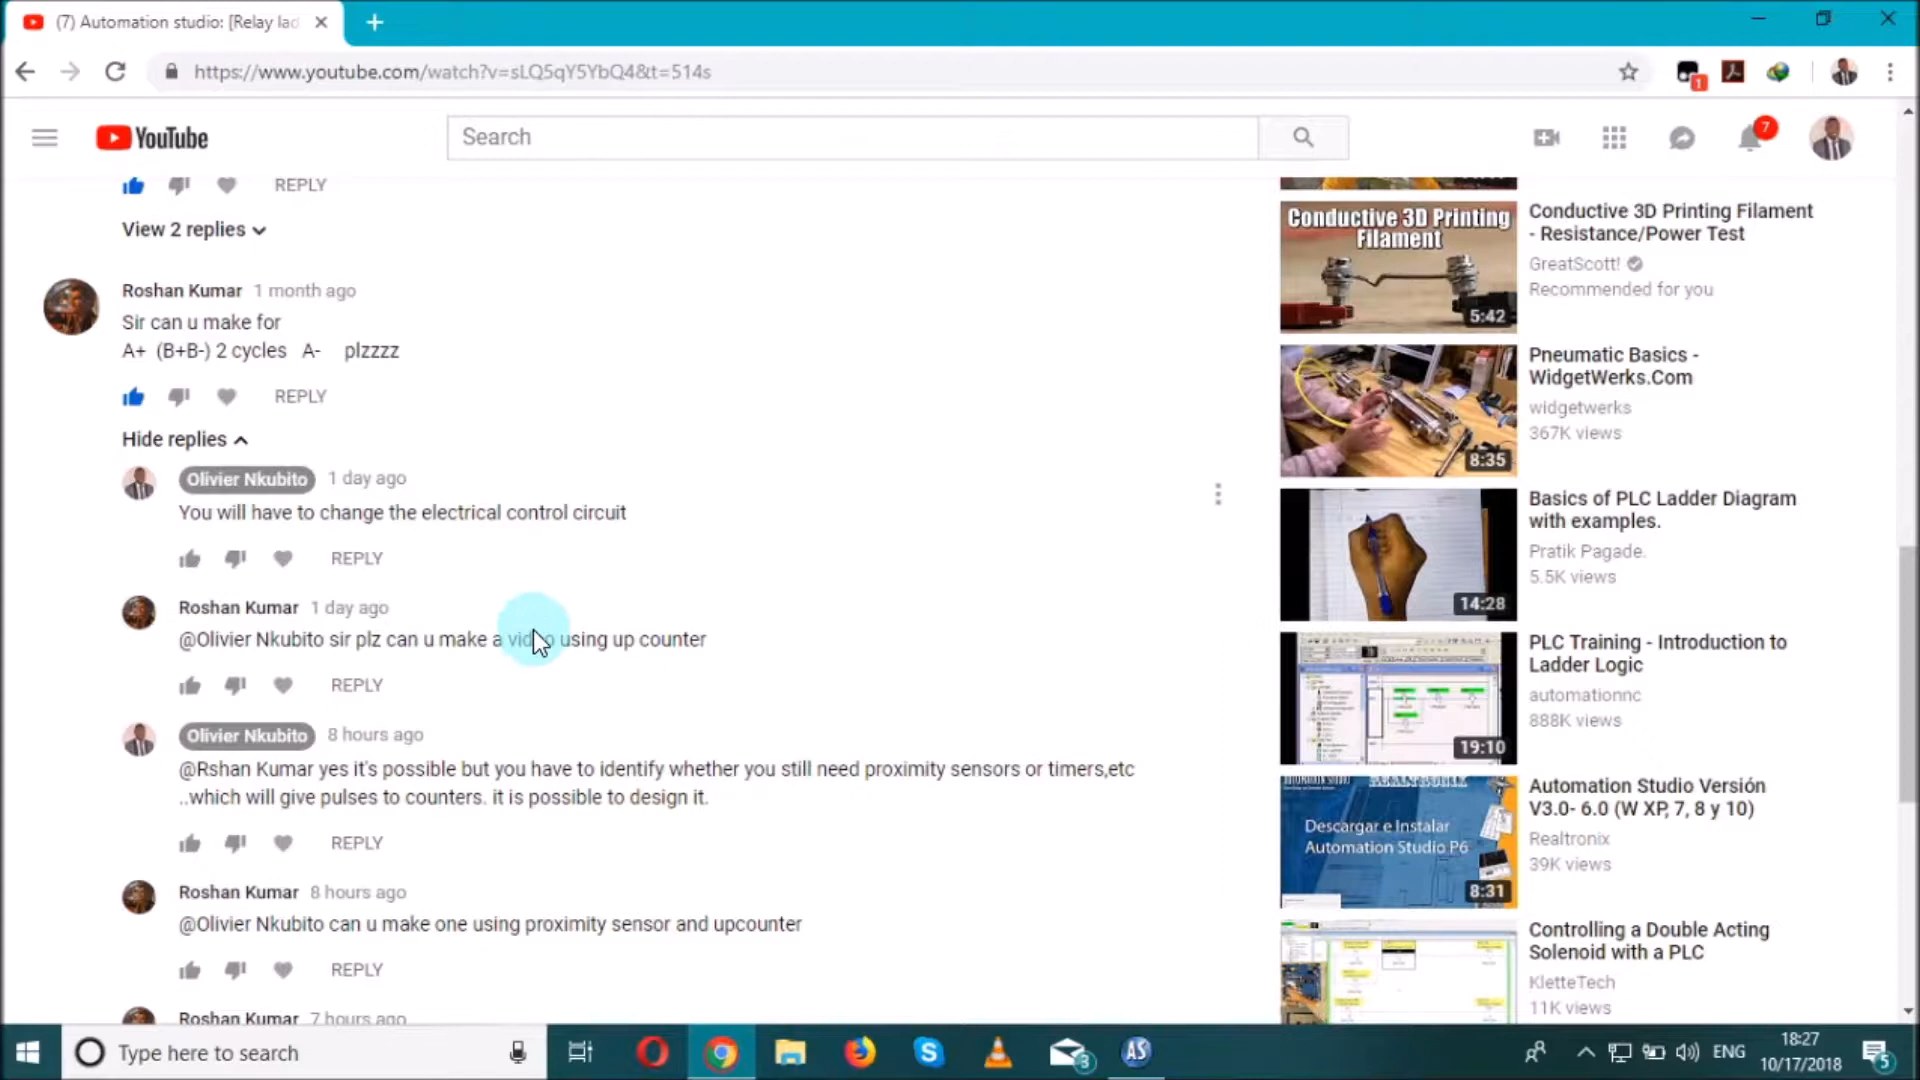 (7) Automation studio: [Relay lad
https://www.youtube.com/watch?v=sLQ5qY5YbQ4&t=514s
1
YouTube
Search
7
REPLY
View 2 replies
Roshan Kumar 1 month ago
Sir can u make for
A+ (B+B-) 2 cycles A- plzzzz
REPLY
Hide replies
Olivier Nkubito 1 day ago
You will have to change the electrical control circuit
REPLY
Roshan Kumar 1 day ago
@Olivier Nkubito sir plz can u make a video using up counter
REPLY
Olivier Nkubito 8 hours ago
@Rshan Kumar yes it's possible but you have to identify whether you still need proximity sensors or timers,etc
..which will give pulses to counters. it is possible to design it.
REPLY
Roshan Kumar 8 hours ago
@Olivier Nkubito can u make one using proximity sensor and upcounter
REPLY
Roshan Kumar 7 hours ago
Conductive 3D Printing
Filament
5:42
Conductive 3D Printing Filament
- Resistance/Power Test
GreatScott!
Recommended for you
8:35
Pneumatic Basics -
WidgetWerks.Com
widgetwerks
367K views
14:28
Basics of PLC Ladder Diagram
with examples.
Pratik Pagade.
5.5K views
19:10
PLC Training - Introduction to
Ladder Logic
automationnc
888K views
Descargar e Instalar
Automation Studio P6
8:31
Automation Studio Versión
V3.0- 6.0 (W XP, 7, 8 y 10)
Realtronix
39K views
Controlling a Double Acting
Solenoid with a PLC
KletteTech
11K views
Type here to search
3
AS
ENG
18:27
10/17/2018
5